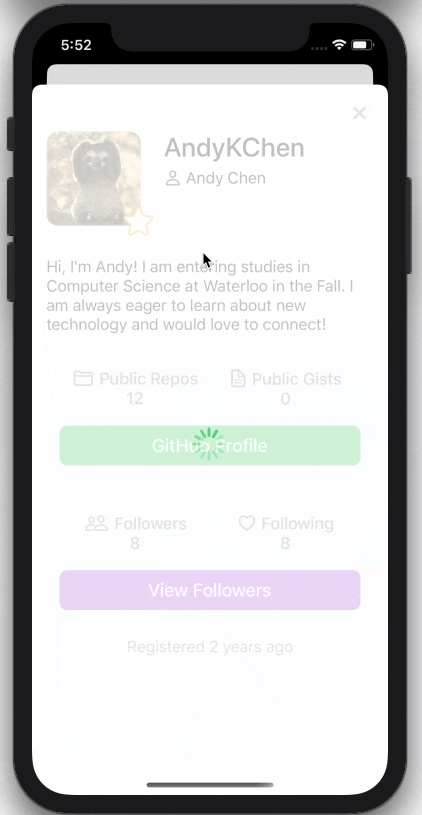 5:52
AndyKChen
Andy Chen
Hi, I'm Andy! I am entering studies in
Computer Science at Waterloo in the Fall. I
am always eager to learn about new
technology and would love to connect!
Public Repos Public Gists
12 0
GitHub Profile
Followers Following
8 8
View Followers
Registered 2 years ago